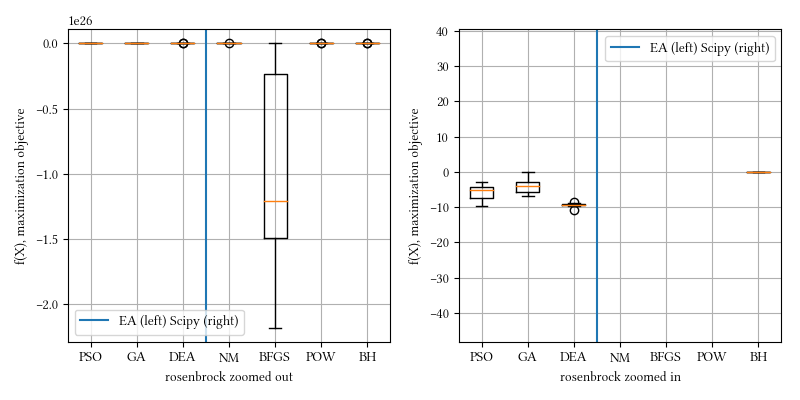 1e26
0.0
−0.5
−1.0
−1.5
−2.0
f(X), maximization objective
EA (left) Scipy (right)
PSO GA DEA NM BFGS POW BH
rosenbrock zoomed out
40
30
20
10
0
−10
−20
−30
−40
f(X), maximization objective
EA (left) Scipy (right)
PSO GA DEA NM BFGS POW BH
rosenbrock zoomed in